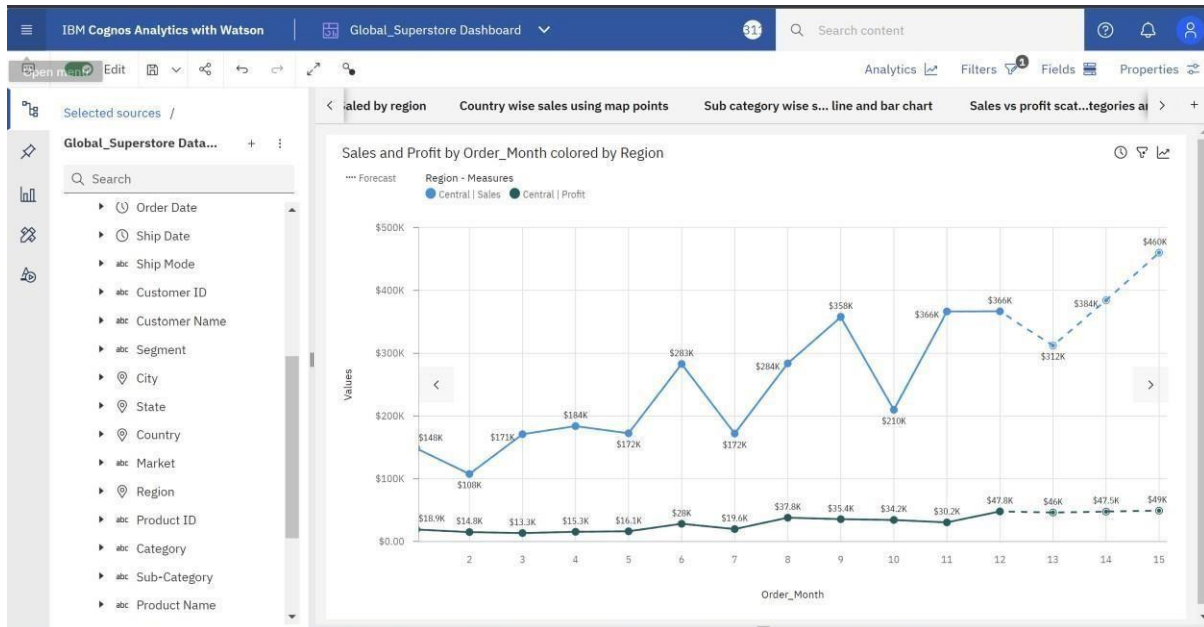 IBM Cognos Analytics with Watson
Global_Superstore Dashboard
Search content
Open menu
Edit
Analytics
Filters
1
Fields
Properties
Selected sources /
Global_Superstore Data...
Search
Order Date
Ship Date
Ship Mode
Customer ID
Customer Name
Segment
City
State
Country
Market
Region
Product ID
Category
Sub-Category
Product Name
by region
Country wise sales using map points
Sub category wise s... line and bar chart
Sales vs profit scat...tegories
Sales and Profit by Order_Month colored by Region
Forecast
Region - Measures
Central | Sales
Central | Profit
Values
$500K
$400K
$300K
$200K
$100K
$0.00
$148K
$108K
$171K
$184K
$172K
$283K
$172K
$284K
$358K
$210K
$366K
$366K
$312K
$384K
$460K
$18.9K
$14.8K
$13.3K
$15.3K
$16.1K
$28K
$19.6K
$37.8K
$35.4K
$34.2K
$30.2K
$47.8K
$46K
$47.5K
$49K
2 3 4 5 6 7 8 9 10 11 12 13 14 15
Order_Month